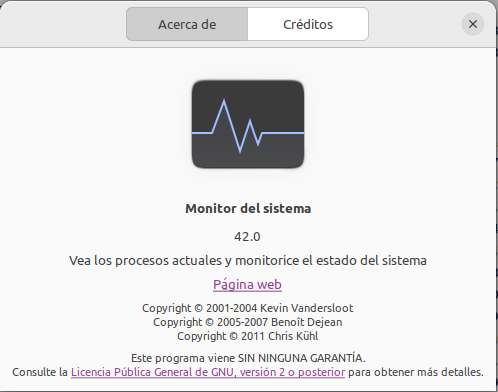 Acerca de
Créditos
Monitor del sistema
42.0
Vea los procesos actuales y monitorice el estado del sistema
Página web
Copyright © 2001-2004 Kevin Vandersloot
Copyright © 2005-2007 Benoît Dejean
Copyright © 2011 Chris Kühl
Este programa viene SIN NINGUNA GARANTÍA.
Consulte la Licencia Pública General de GNU, versión 2 o posterior para obtener más detalles.